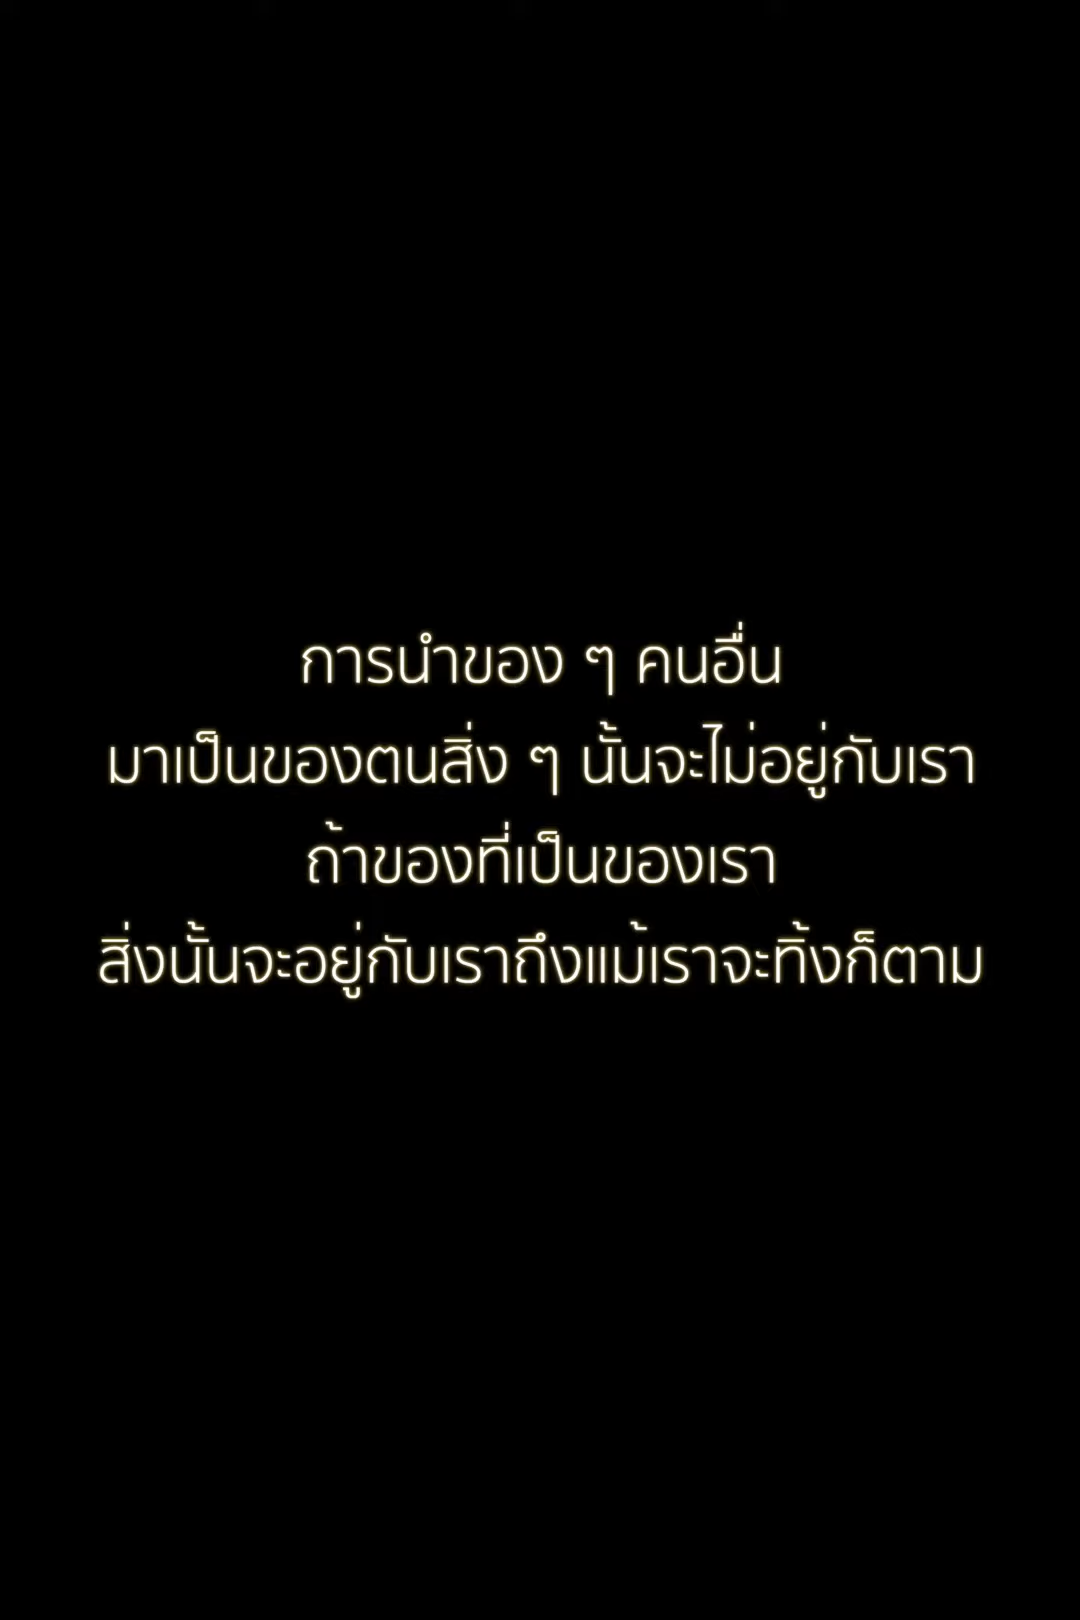 การนำของ ๆ คนอื่น
มาเป็นของตนสิ่ง ๆ นั้นจะไม่อยู่กับเรา
ถ้าของที่เป็นของเรา
สิ่งนั้นจะอยู่กับเราถึงแม้เราจะทิ้งก็ตาม